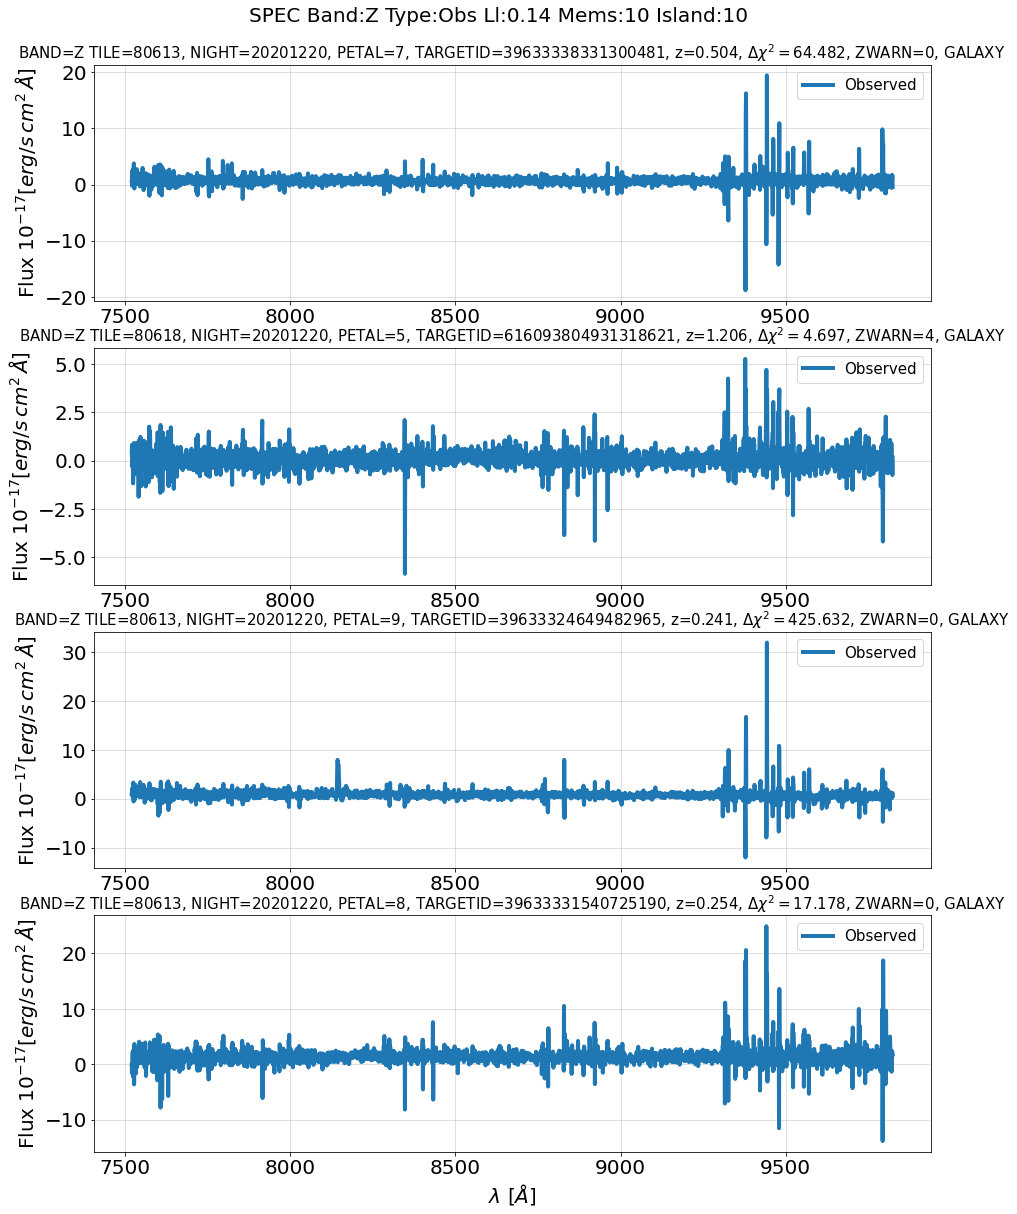 SPEC Band:Z Type:Obs Ll:0.14 Mems:10 Island:10
BAND=Z TILE=80613, NIGHT=20201220, PETAL=7, TARGETID=39633338331300481, z=0.504, Δχ² = 64.482, ZWARN=0, GALAXY
Flux 10⁻¹⁷[erg/s cm² Å]
20
10
0
−10
−20
Observed
7500 8000 8500 9000 9500
BAND=Z TILE=80618, NIGHT=20201220, PETAL=5, TARGETID=616093804931318621, z=1.206, Δχ² = 4.697, ZWARN=4, GALAXY
Flux 10⁻¹⁷[erg/s cm² Å]
5.0
2.5
0.0
−2.5
−5.0
Observed
7500 8000 8500 9000 9500
BAND=Z TILE=80613, NIGHT=20201220, PETAL=9, TARGETID=39633324649482965, z=0.241, Δχ² = 425.632, ZWARN=0, GALAXY
Flux 10⁻¹⁷[erg/s cm² Å]
30
20
10
0
−10
Observed
7500 8000 8500 9000 9500
BAND=Z TILE=80613, NIGHT=20201220, PETAL=8, TARGETID=39633331540725190, z=0.254, Δχ² = 17.178, ZWARN=0, GALAXY
Flux 10⁻¹⁷[erg/s cm² Å]
20
10
0
−10
Observed
7500 8000 8500 9000 9500
λ [Å]